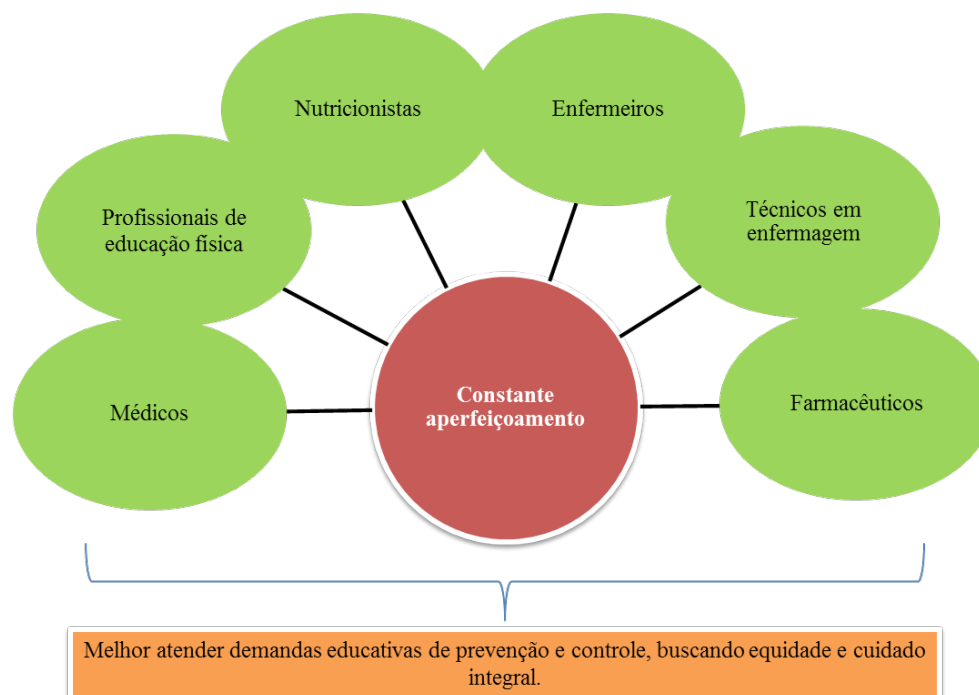 Nutricionistas
Enfermeiros
Profissionais de
educação física
Técnicos em
enfermagem
Médicos
Constante
aperfeiçoamento
Farmacêuticos
Melhor atender demandas educativas de prevenção e controle, buscando equidade e cuidado
integral.